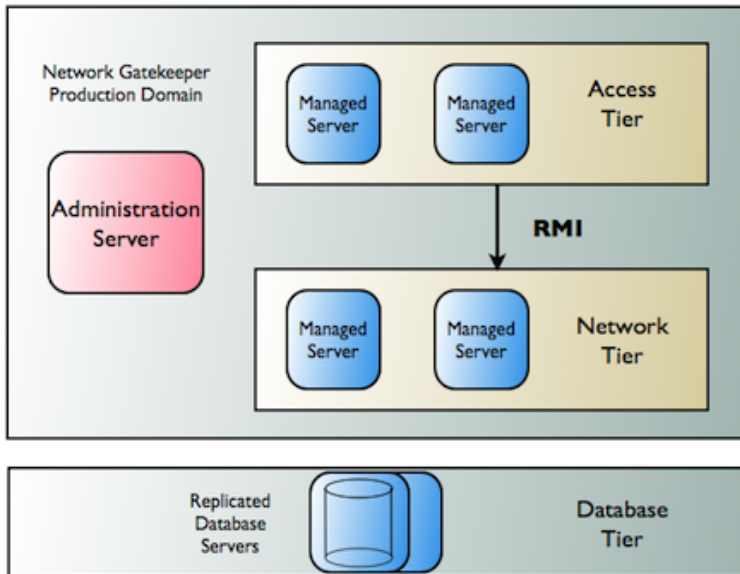 Network Gatekeeper
Production Domain
Administration
Server
Managed
Server
Managed
Server
Access
Tier
RMI
Managed
Server
Managed
Server
Network
Tier
Replicated
Database
Servers
Database
Tier